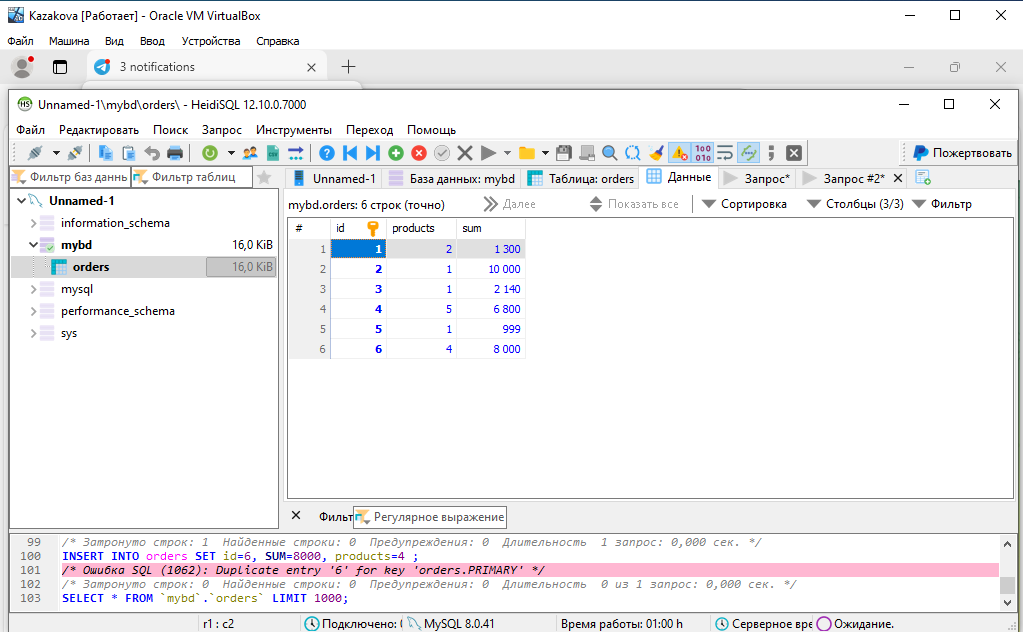 Kazakova [Работает] - Oracle VM VirtualBox
Файл Машина Вид Ввод Устройства Справка
3 notifications
Unnamed-1\mybd\orders\ - HeidiSQL 12.10.0.7000
Файл Редактировать Поиск Запрос Инструменты Переход Помощь
Пожертвовать
Фильтр баз данны Фильтр таблиц
Unnamed-1 База данных: mybd Таблица: orders Данные Запрос* Запрос #2*
Unnamed-1
information_schema
mybd 16,0 KiB
orders 16,0 KiB
mysql
performance_schema
sys
mybd.orders: 6 строк (точно) Далее Показать все Сортировка Столбцы (3/3) Фильтр
# id products sum
1 1 2 1 300
2 2 1 10 000
3 3 1 2 140
4 4 5 6 800
5 5 1 999
6 6 4 8 000
Фильт Регулярное выражение
99 /* Затронуто строк: 1 Найденные строки: 0 Предупреждения: 0 Длительность 1 запрос: 0,000 сек. */
100 INSERT INTO orders SET id=6, SUM=8000, products=4 ;
101 /* Ошибка SQL (1062): Duplicate entry '6' for key 'orders.PRIMARY' */
102 /* Затронуто строк: 0 Найденные строки: 0 Предупреждения: 0 Длительность 0 из 1 запрос: 0,000 сек. */
103 SELECT * FROM `mybd`.`orders` LIMIT 1000;
r1 : c2 Подключено: MySQL 8.0.41 Время работы: 01:00 h Серверное вре Ожидание.